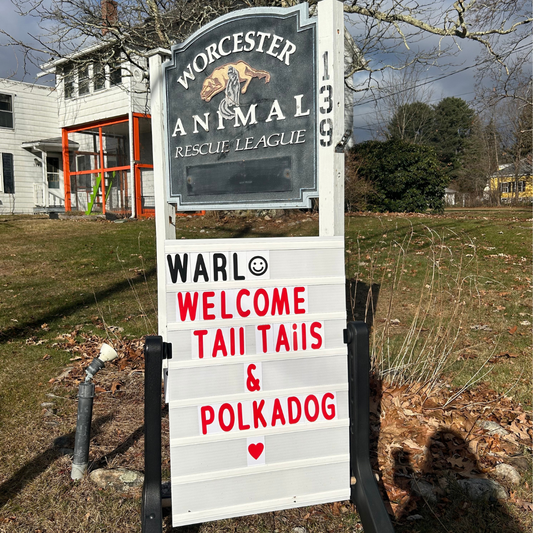 WORCESTER
ANIMAL
RESCUE LEAGUE
139
WARL☺
WELCOME
TAll TAilS
&
POLKADOG
♥